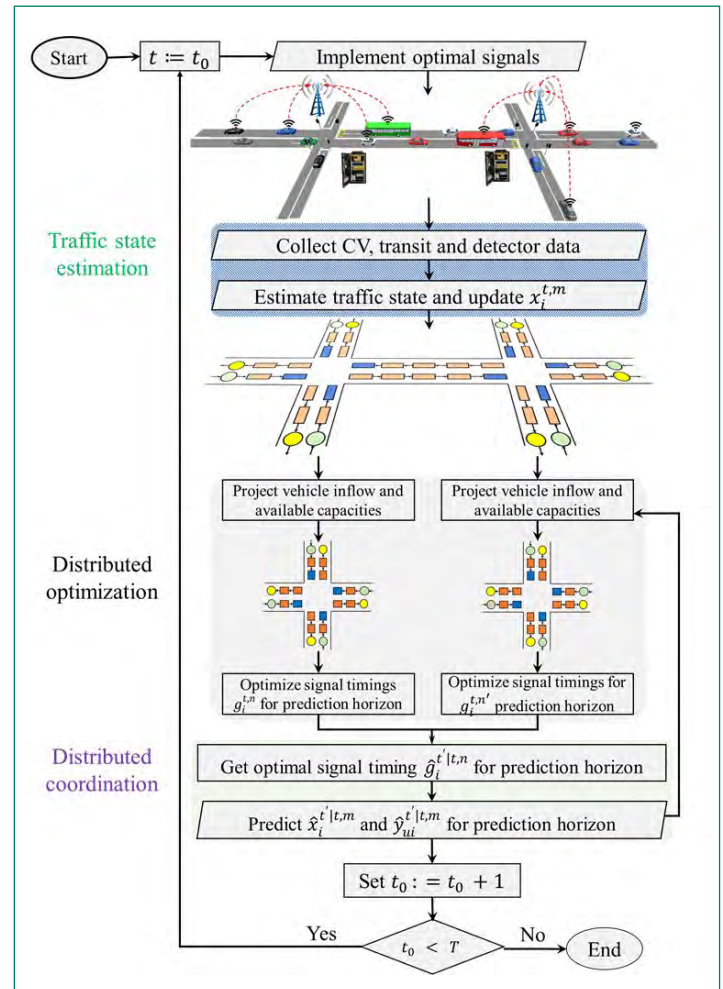 Start
t := t₀
Implement optimal signals
Traffic state
estimation
Collect CV, transit and detector data
Estimate traffic state and update x_i^{t,m}
Project vehicle inflow and
available capacities
Project vehicle inflow and
available capacities
Distributed
optimization
Optimize signal timings
g_i^{t,n} for prediction horizon
Optimize signal timings for
g_i^{t,n′} prediction horizon
Distributed
coordination
Get optimal signal timing ĝ_i^{t′|t,n} for prediction horizon
Predict x̂_i^{t′|t,m} and ŷ_{ui}^{t′|t,m} for prediction horizon
Set t₀ := t₀ + 1
Yes
t₀ < T
No
End